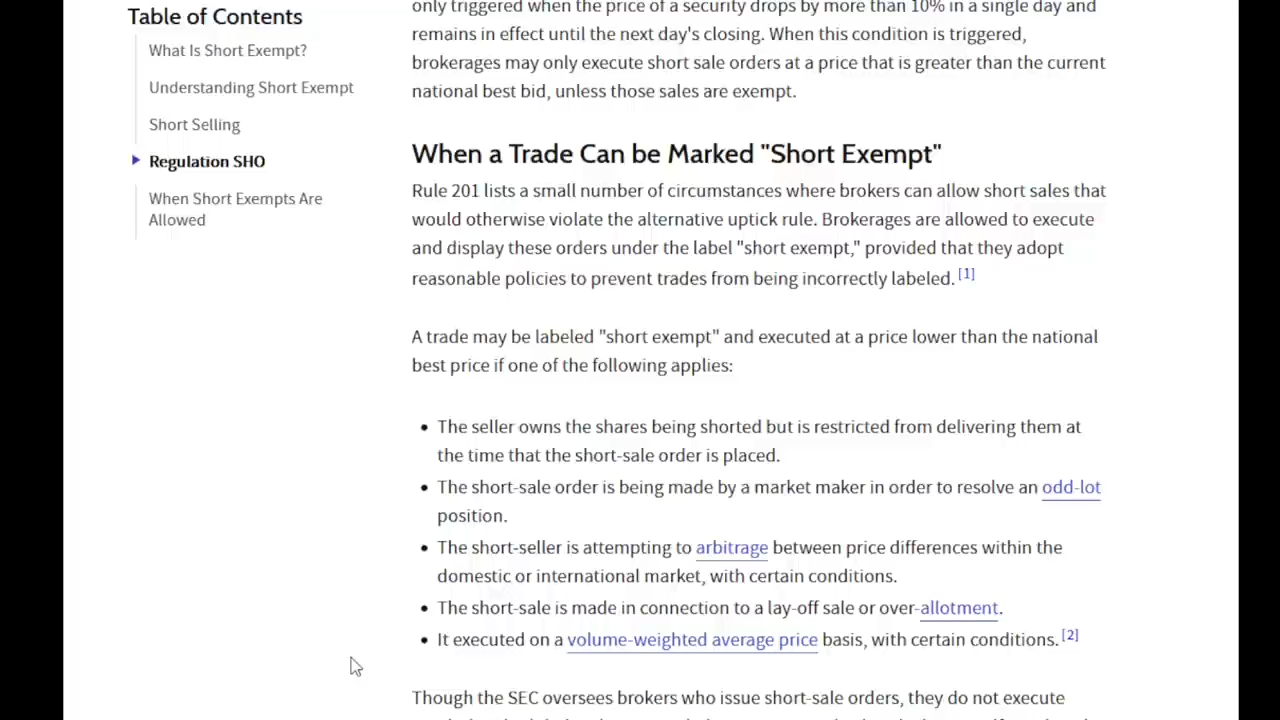 Table of Contents
What Is Short Exempt?
Understanding Short Exempt
Short Selling
Regulation SHO
When Short Exempts Are
Allowed
only triggered when the price of a security drops by more than 10% in a single day and
remains in effect until the next day's closing. When this condition is triggered,
brokerages may only execute short sale orders at a price that is greater than the current
national best bid, unless those sales are exempt.
When a Trade Can be Marked "Short Exempt"
Rule 201 lists a small number of circumstances where brokers can allow short sales that
would otherwise violate the alternative uptick rule. Brokerages are allowed to execute
and display these orders under the label "short exempt," provided that they adopt
reasonable policies to prevent trades from being incorrectly labeled. [1]
A trade may be labeled "short exempt" and executed at a price lower than the national
best price if one of the following applies:
• The seller owns the shares being shorted but is restricted from delivering them at
the time that the short-sale order is placed.
• The short-sale order is being made by a market maker in order to resolve an odd-lot
position.
• The short-seller is attempting to arbitrage between price differences within the
domestic or international market, with certain conditions.
• The short-sale is made in connection to a lay-off sale or over-allotment.
• It executed on a volume-weighted average price basis, with certain conditions. [2]
Though the SEC oversees brokers who issue short-sale orders, they do not execute